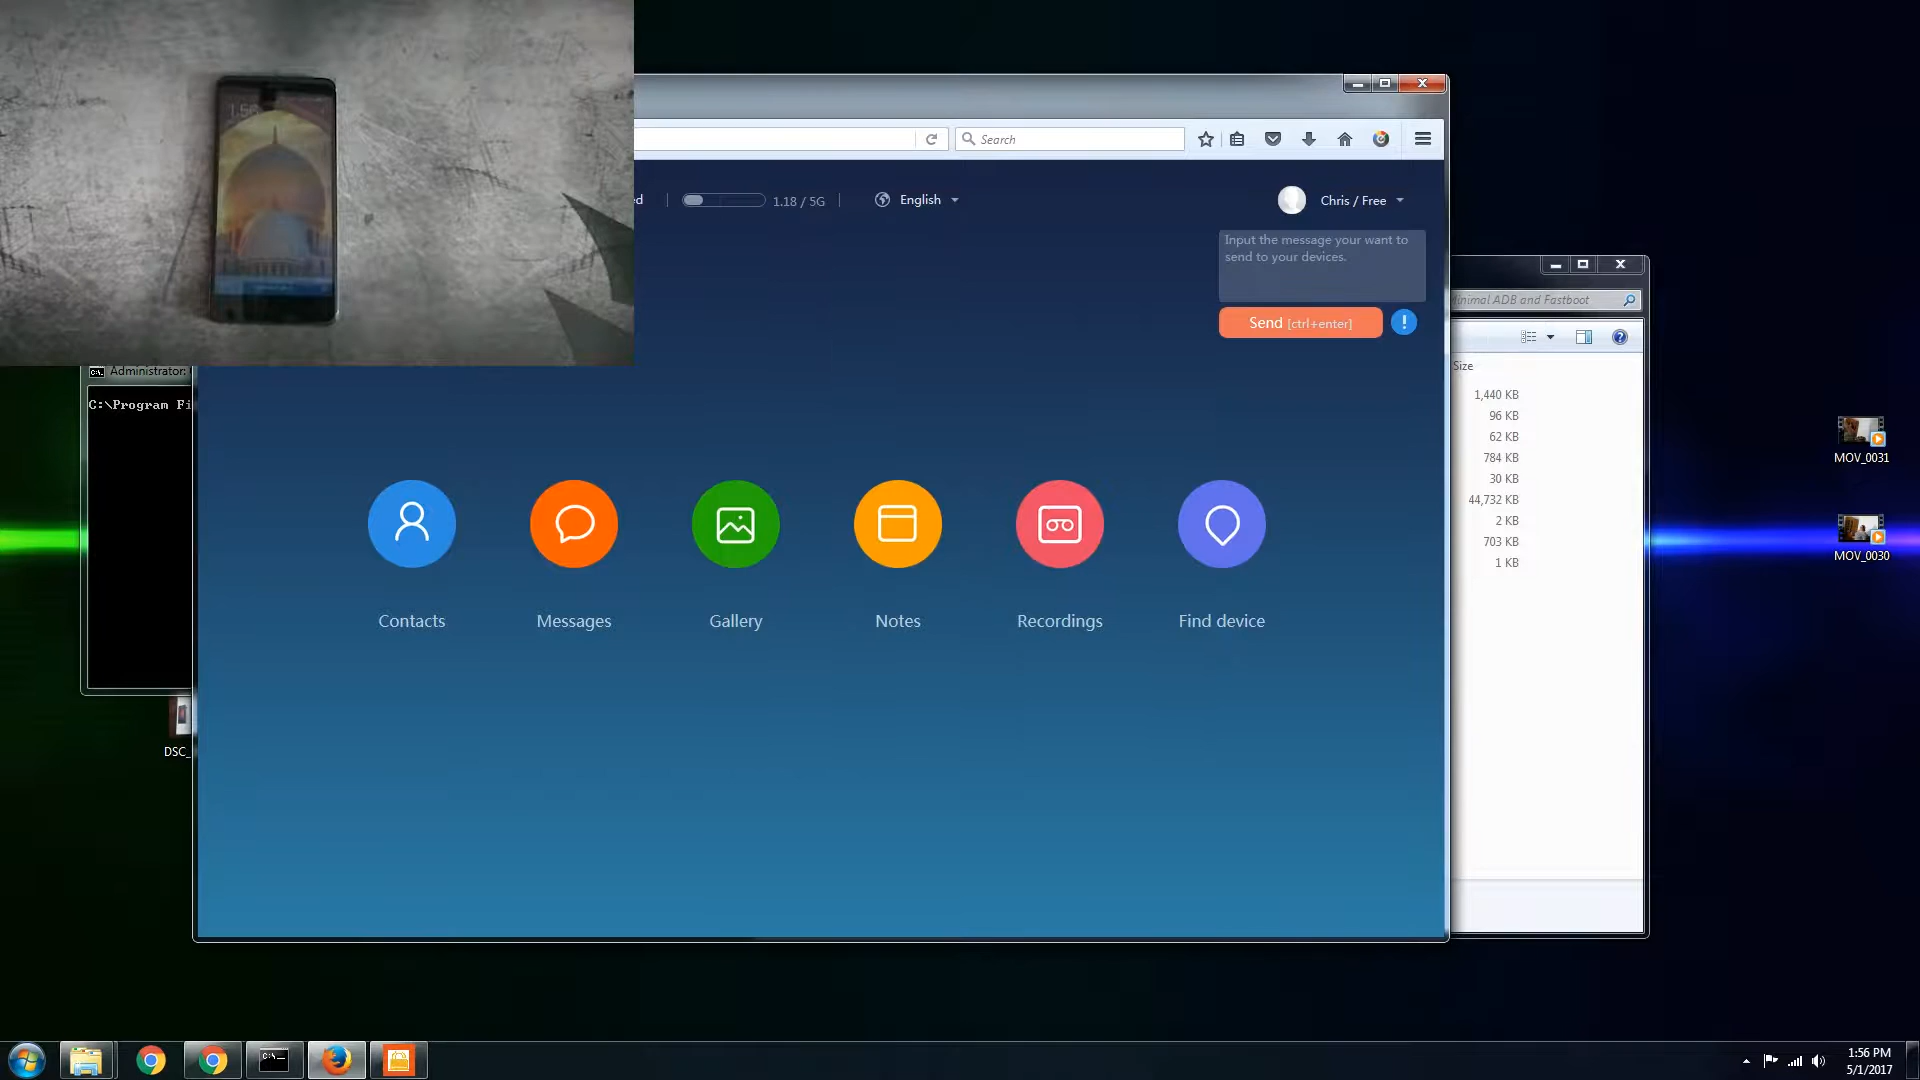 1:56
Search
ed
1.18 / 5G
English
Chris / Free
Input the message your want to
send to your devices.
Send [ctrl+enter]
!
Minimal ADB and Fastboot
Size
1,440 KB
96 KB
62 KB
784 KB
30 KB
44,732 KB
2 KB
703 KB
1 KB
Administrator:
C:\Program Fi
Contacts
Messages
Gallery
Notes
Recordings
Find device
MOV_0031
MOV_0030
DSC_
1:56 PM
5/1/2017